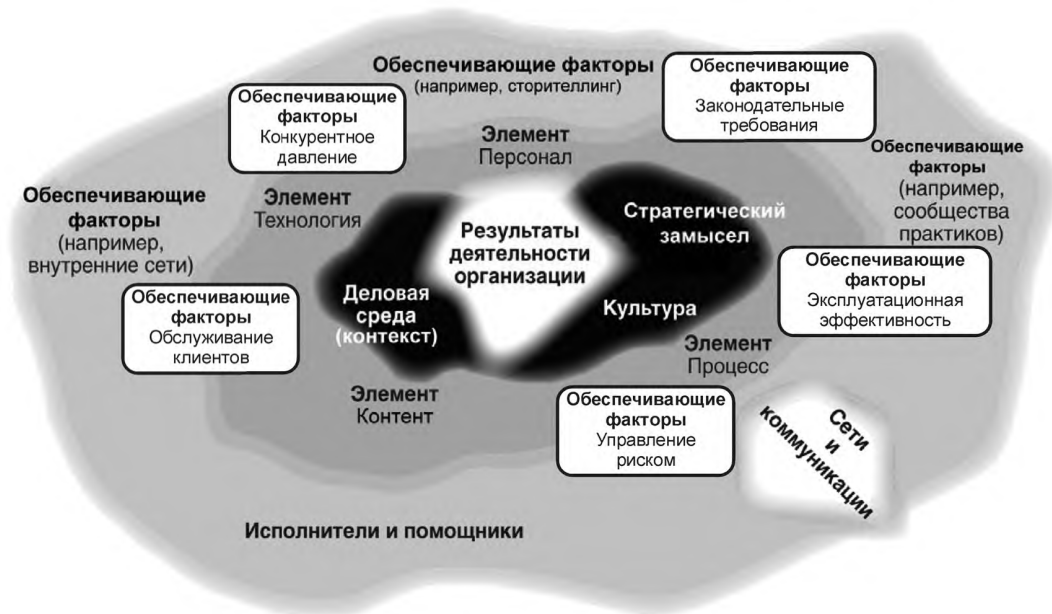 Обеспечивающие факторы
(например, сторителлинг)
Обеспечивающие
факторы
Законодательные
требования
Обеспечивающие
факторы
Конкурентное
давление
Элемент
Персонал
Обеспечивающие
факторы
(например,
сообщества
практиков)
Обеспечивающие
факторы
(например,
внутренние сети)
Элемент
Технология
Результаты
деятельности
организации
Стратегический
замысел
Обеспечивающие
факторы
Эксплуатационная
эффективность
Обеспечивающие
факторы
Обслуживание
клиентов
Деловая
среда
(контекст)
Культура
Элемент
Процесс
Элемент
Контент
Обеспечивающие
факторы
Управление
риском
Сети
и
коммуникации
Исполнители и помощники